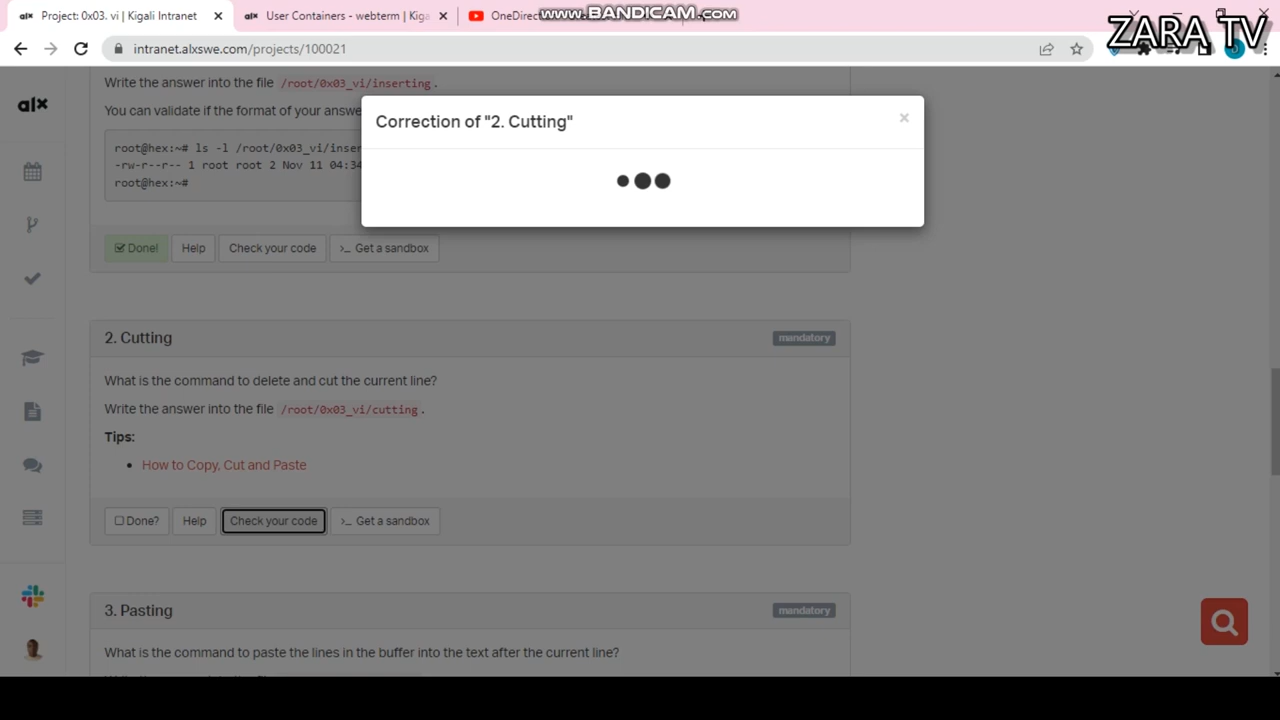 Project: 0x03. vi | Kigali Intranet
User Containers - webterm | Kiga
OneDirect
www.BANDICAM.com
ZARA TV
intranet.alxswe.com/projects/100021
alx
Write the answer into the file /root/0x03_vi/inserting.
You can validate if the format of your answe
root@hex:~# ls -l /root/0x03_vi/inser
-rw-r--r-- 1 root root 2 Nov 11 04:34
root@hex:~#
Correction of "2. Cutting"
×
Done!
Help
Check your code
>_ Get a sandbox
2. Cutting
mandatory
What is the command to delete and cut the current line?
Write the answer into the file /root/0x03_vi/cutting.
Tips:
• How to Copy, Cut and Paste
Done?
Help
Check your code
>_ Get a sandbox
3. Pasting
mandatory
What is the command to paste the lines in the buffer into the text after the current line?